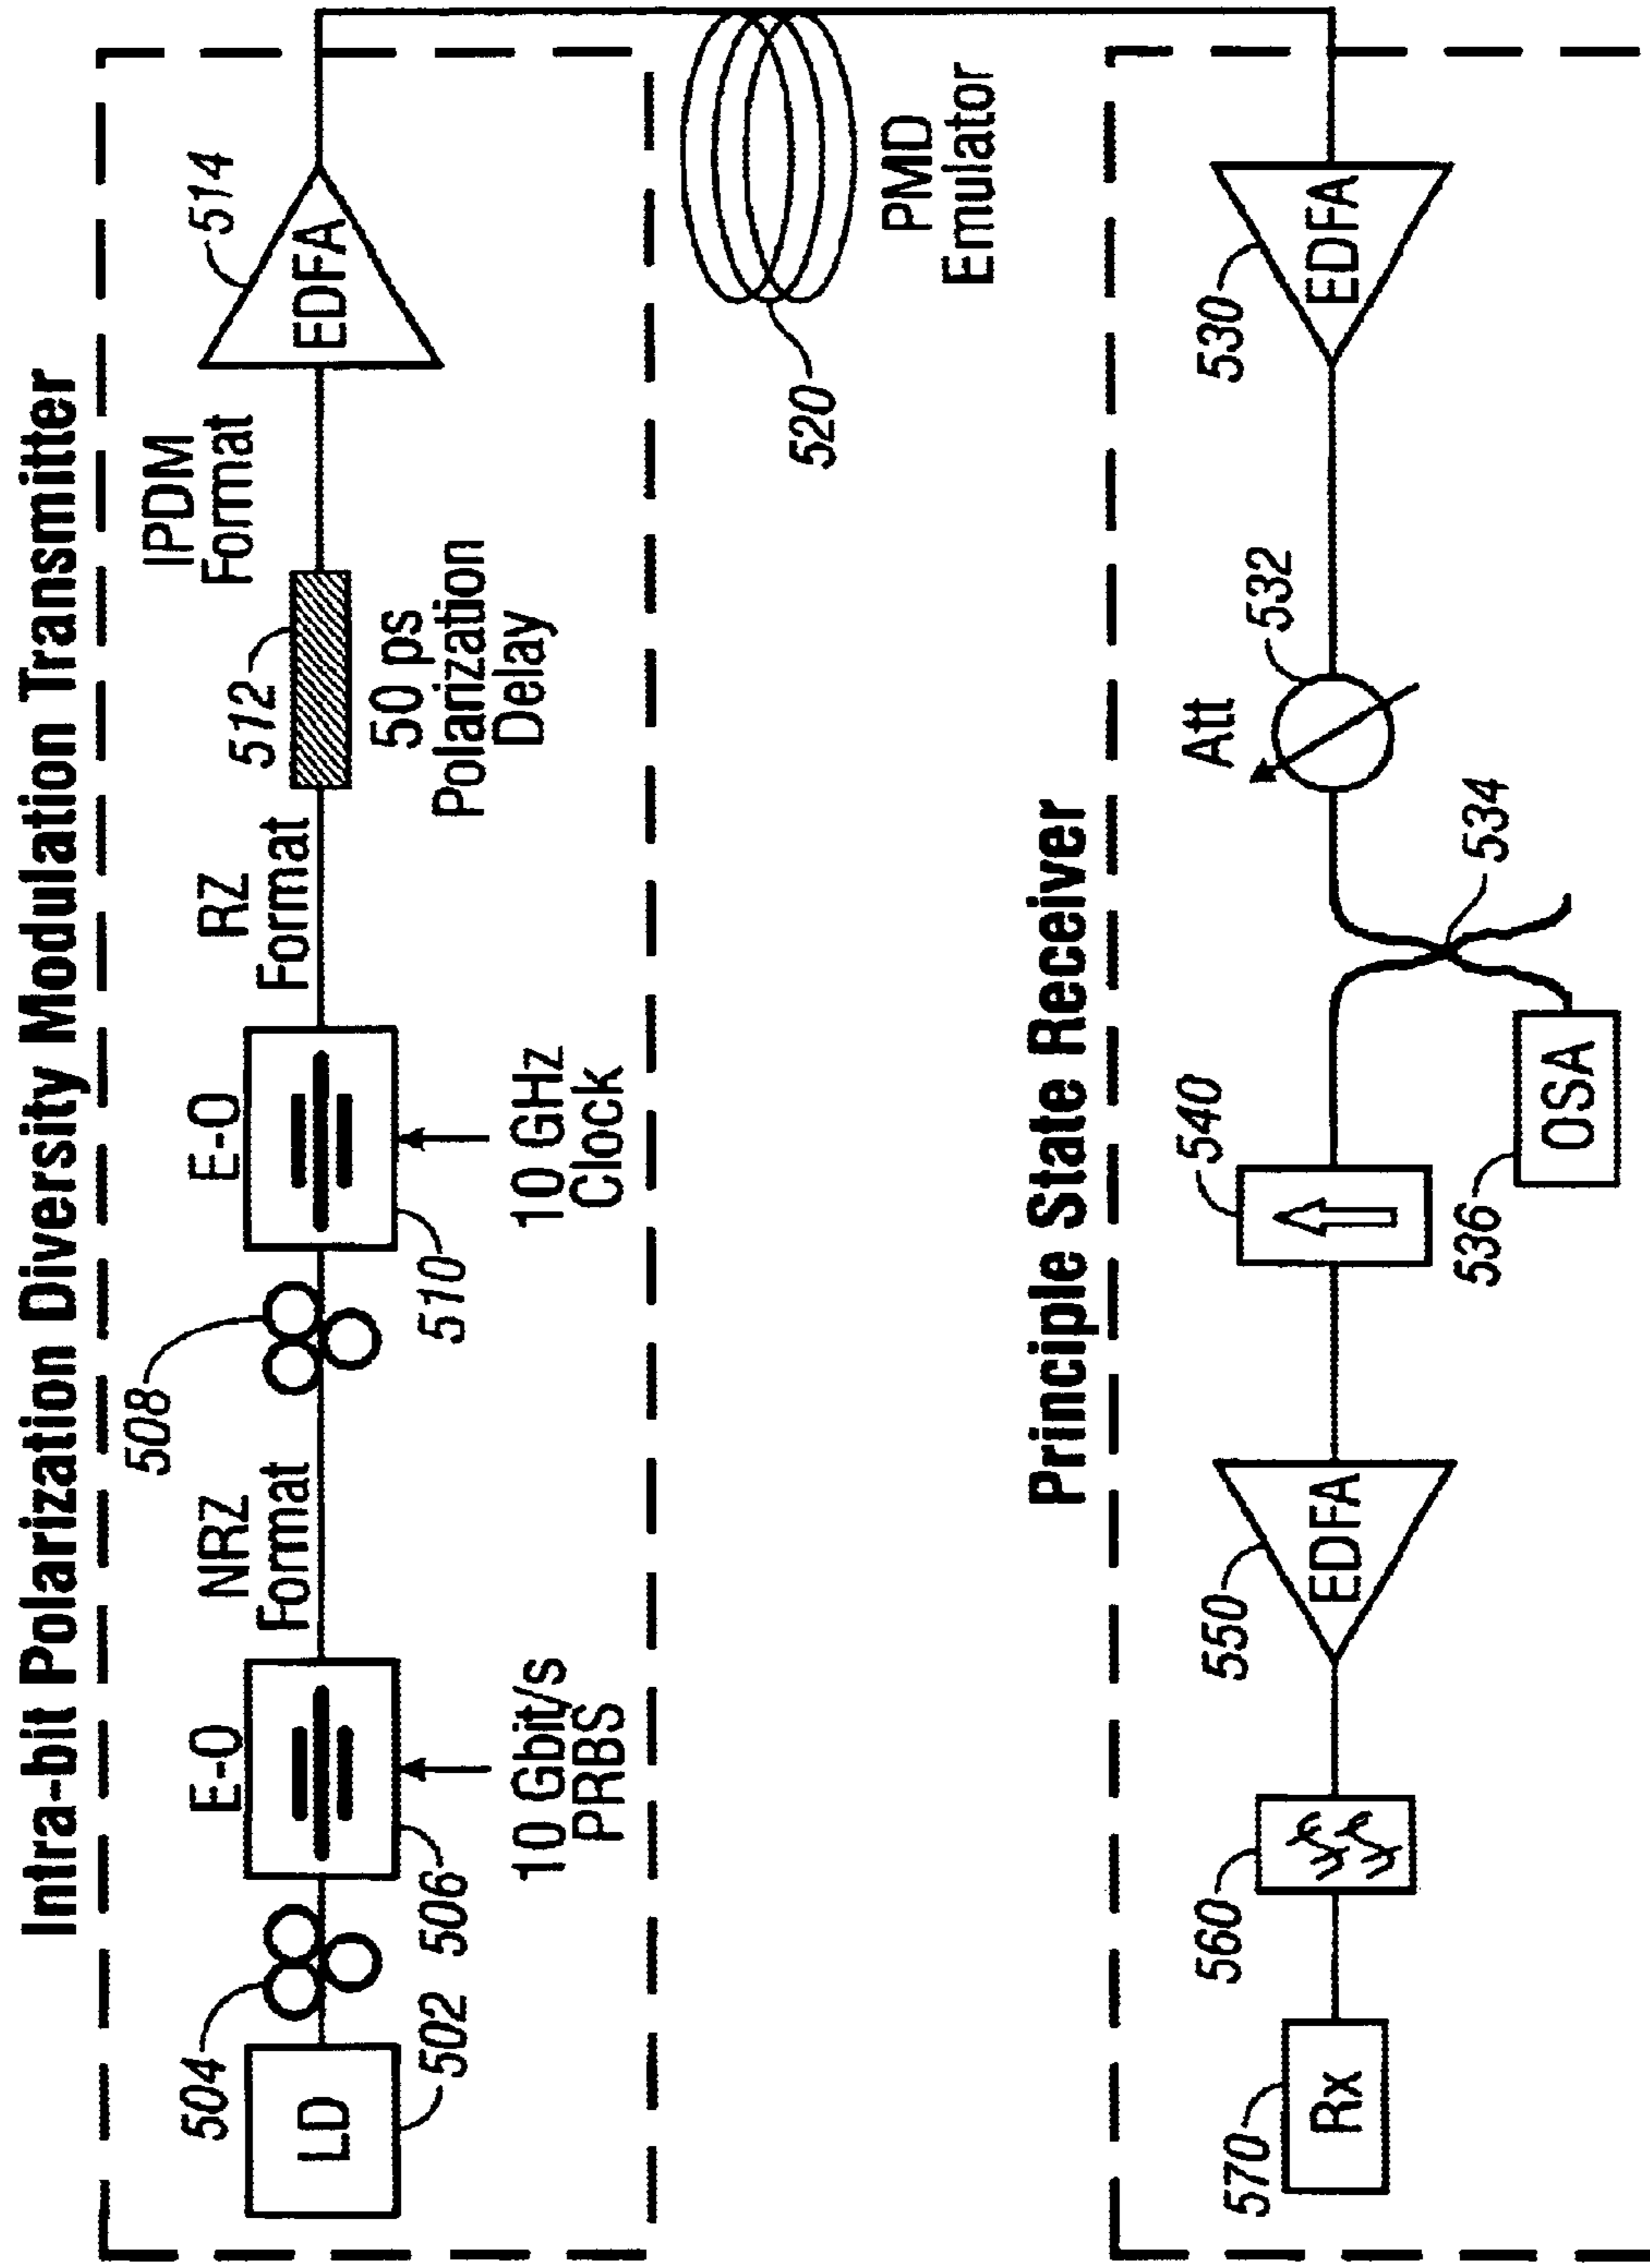 Intra-bit Polarization Diversity Modulation Transmitter
504
LD
502
E-O
506
10 Gbit/s
PRBS
NRZ
Format
508
E-O
510
10 GHz
Clock
RZ
Format
512
50 ps
Polarization
Delay
IPDM
Format
514
EDFA
520
PMD
Emulator
Principle State Receiver
570
Rx
560
550
EDFA
540
536
OSA
534
Att
532
530
EDFA